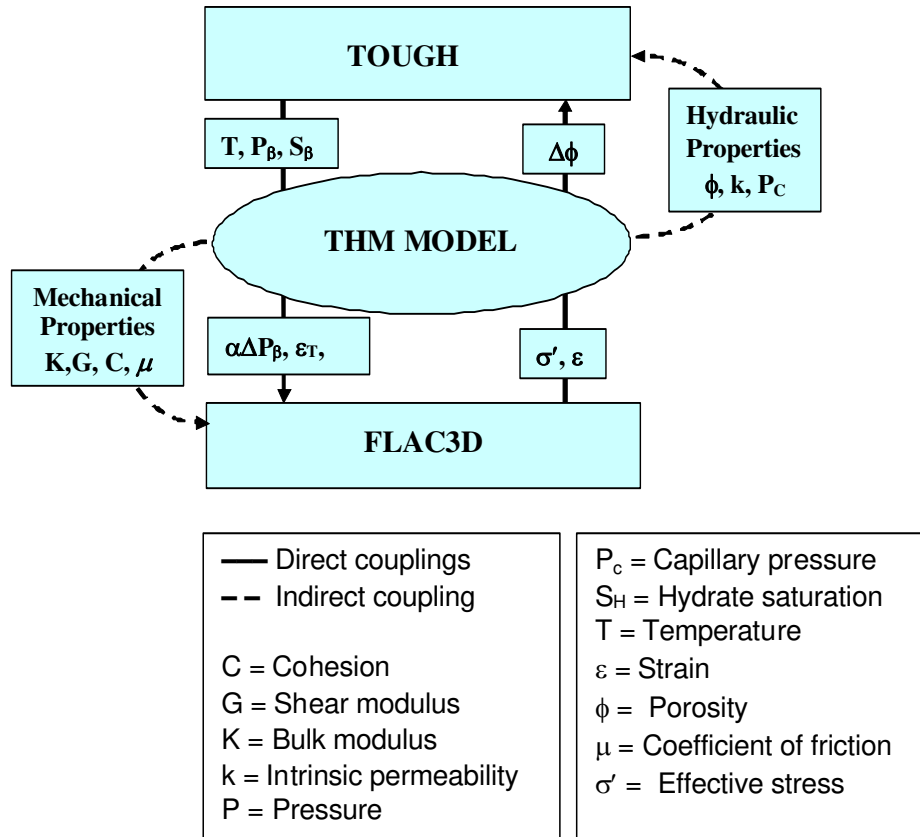 TOUGH
T, Pβ, Sβ
Δϕ
Hydraulic
Properties
ϕ, k, PC
THM MODEL
Mechanical
Properties
K,G, C, μ
αΔPβ, εT,
σ′, ε
FLAC3D
Direct couplings
Indirect coupling
C = Cohesion
G = Shear modulus
K = Bulk modulus
k = Intrinsic permeability
P = Pressure
Pc = Capillary pressure
SH = Hydrate saturation
T = Temperature
ε = Strain
ϕ = Porosity
μ = Coefficient of friction
σ′ = Effective stress